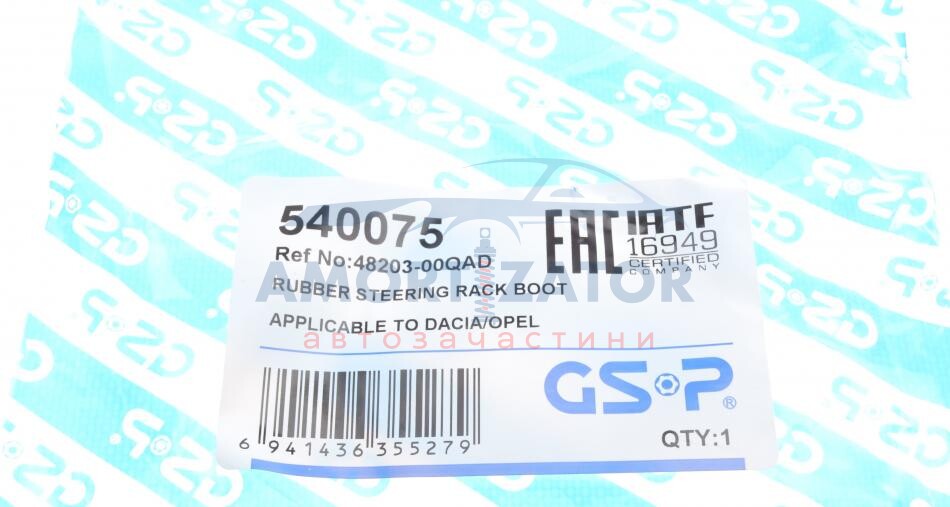 540075
Ref No:48203-00QAD
RUBBER STEERING RACK BOOT
APPLICABLE TO DACIA/OPEL
EAC IATF
16949
CERTIFIED
COMPANY
AMORTIZATOR
автозачастини
GSP®
6 941436 355279
QTY:1